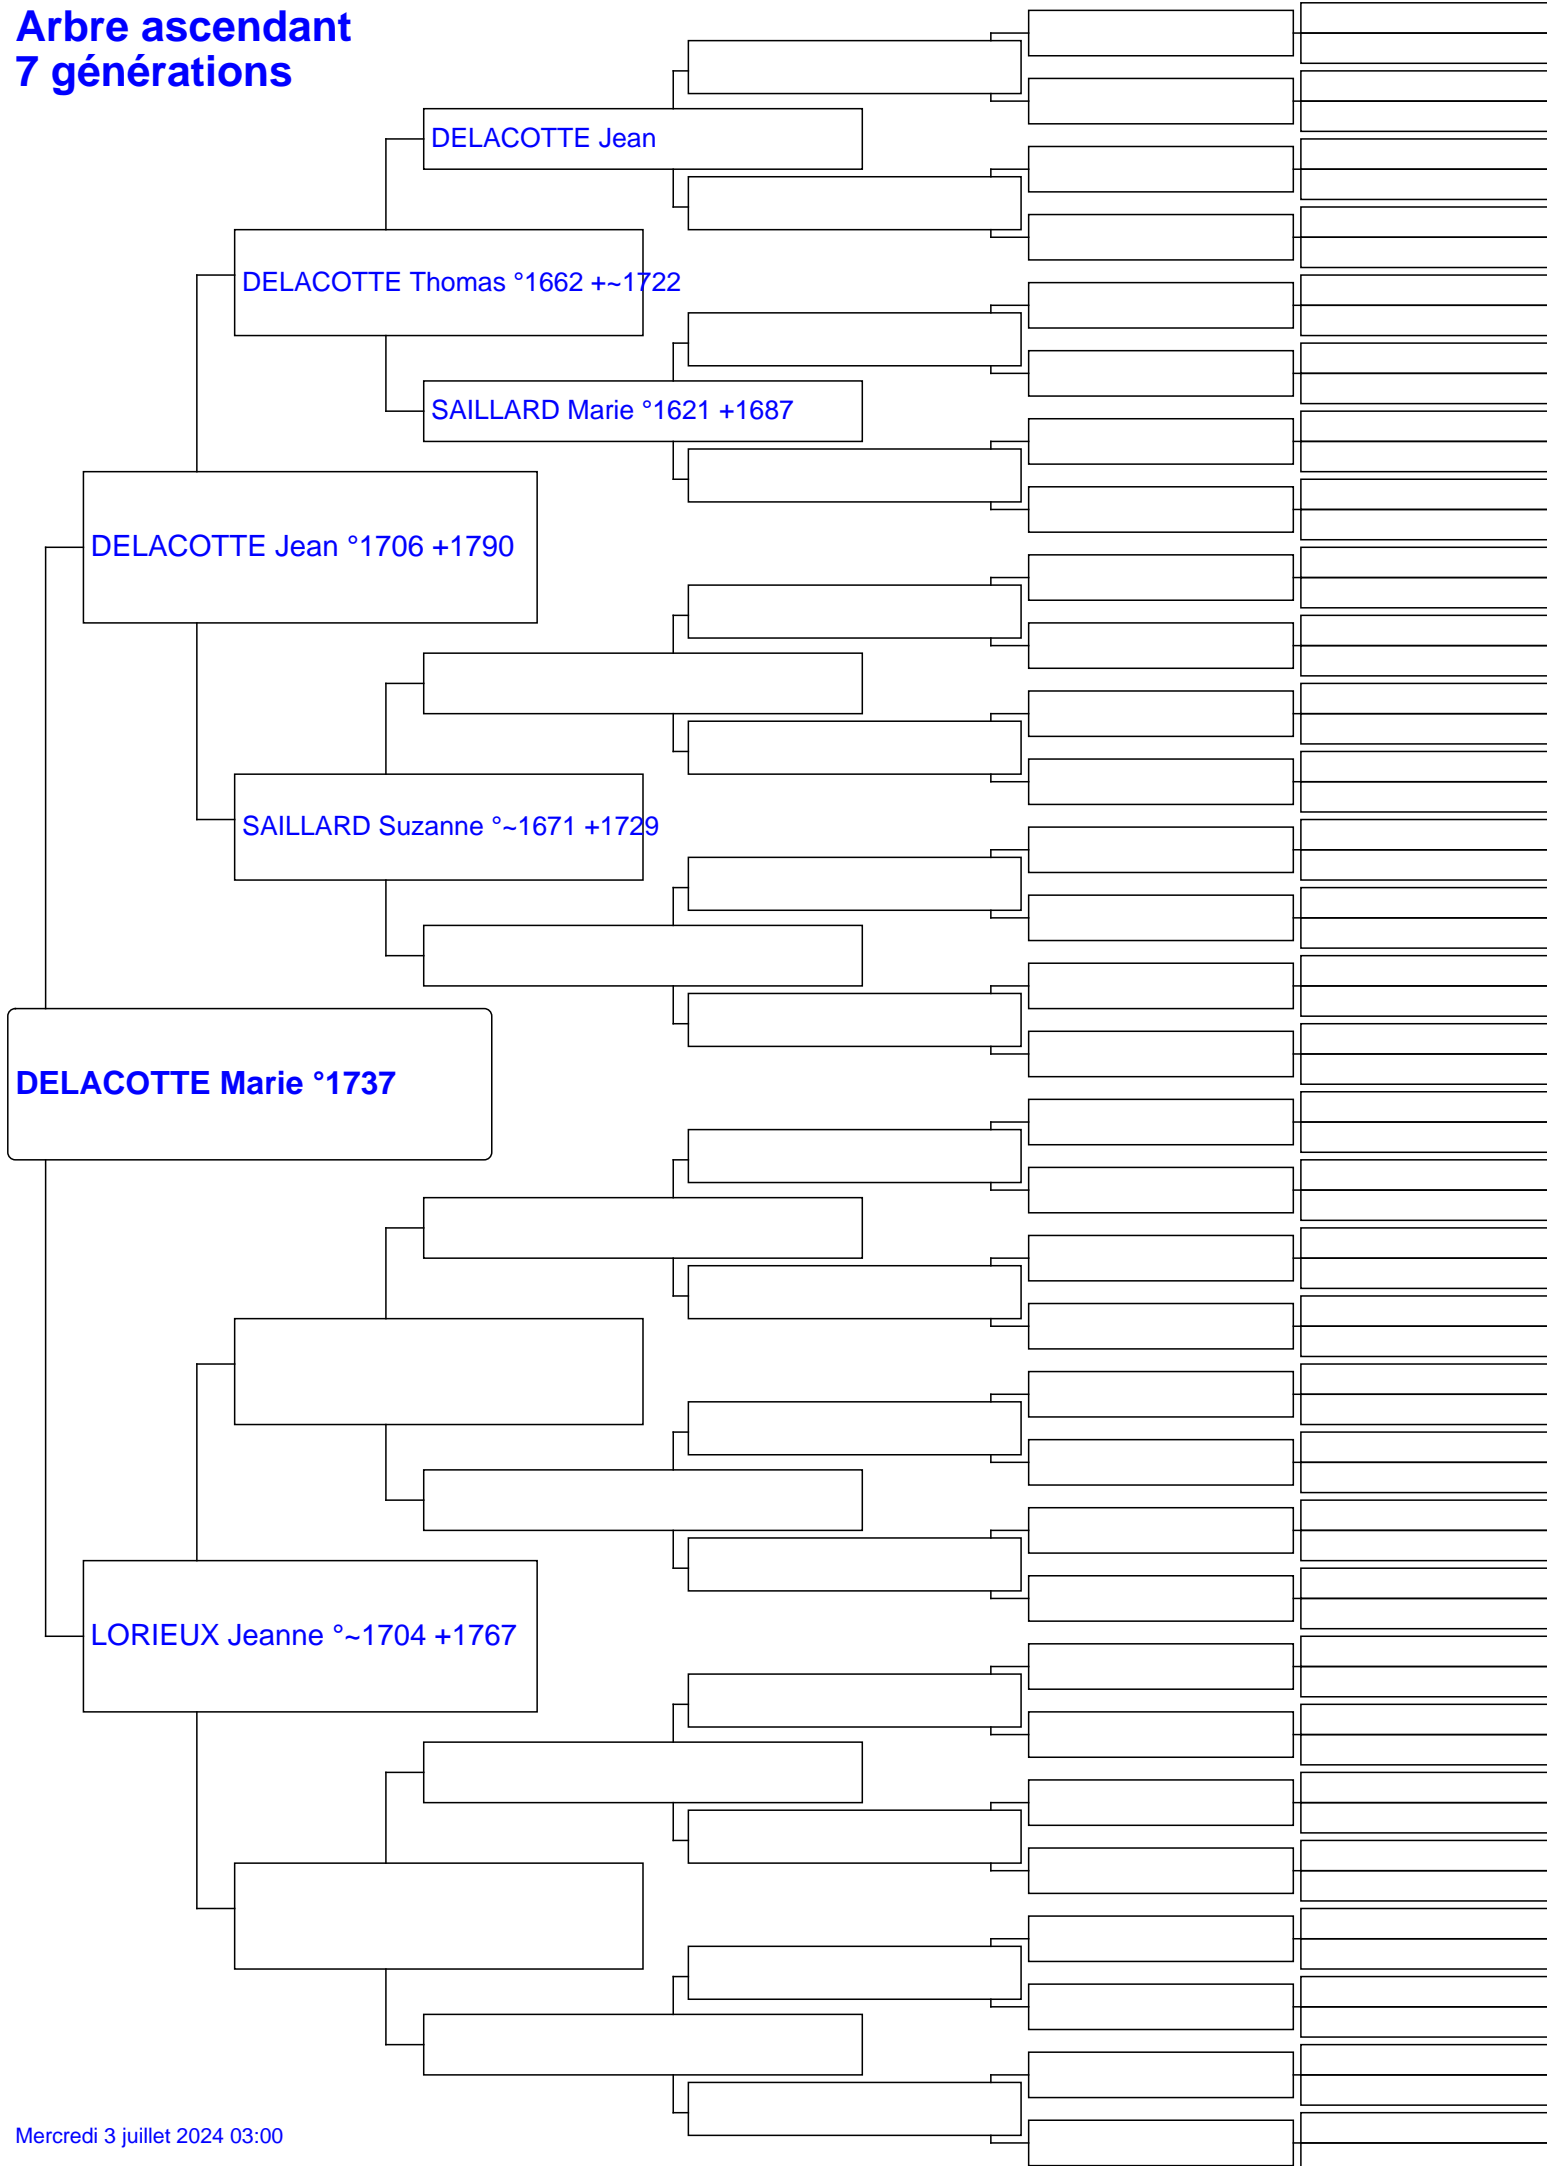 Arbre ascendant
7 générations
DELACOTTE Jean
DELACOTTE Thomas °1662 +~1722
SAILLARD Marie °1621 +1687
DELACOTTE Jean °1706 +1790
SAILLARD Suzanne °~1671 +1729
DELACOTTE Marie °1737
LORIEUX Jeanne °~1704 +1767
Mercredi 3 juillet 2024 03:00